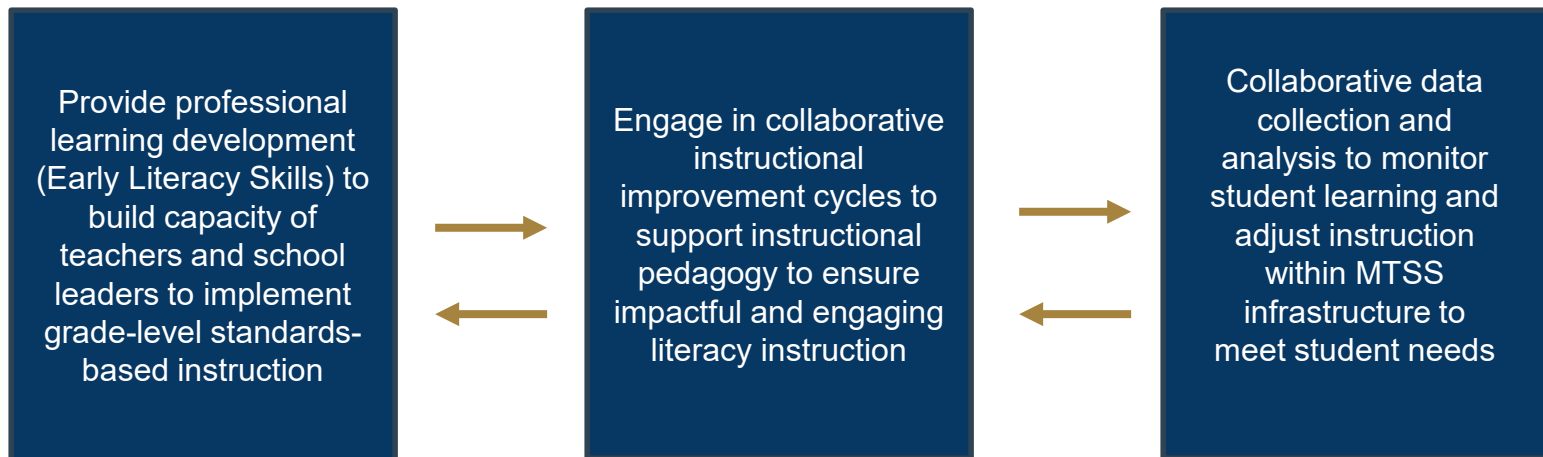 Provide professional
learning development
(Early Literacy Skills) to
build capacity of
teachers and school
leaders to implement
grade-level standards-
based instruction
Engage in collaborative
instructional
improvement cycles to
support instructional
pedagogy to ensure
impactful and engaging
literacy instruction
Collaborative data
collection and
analysis to monitor
student learning and
adjust instruction
within MTSS
infrastructure to
meet student needs